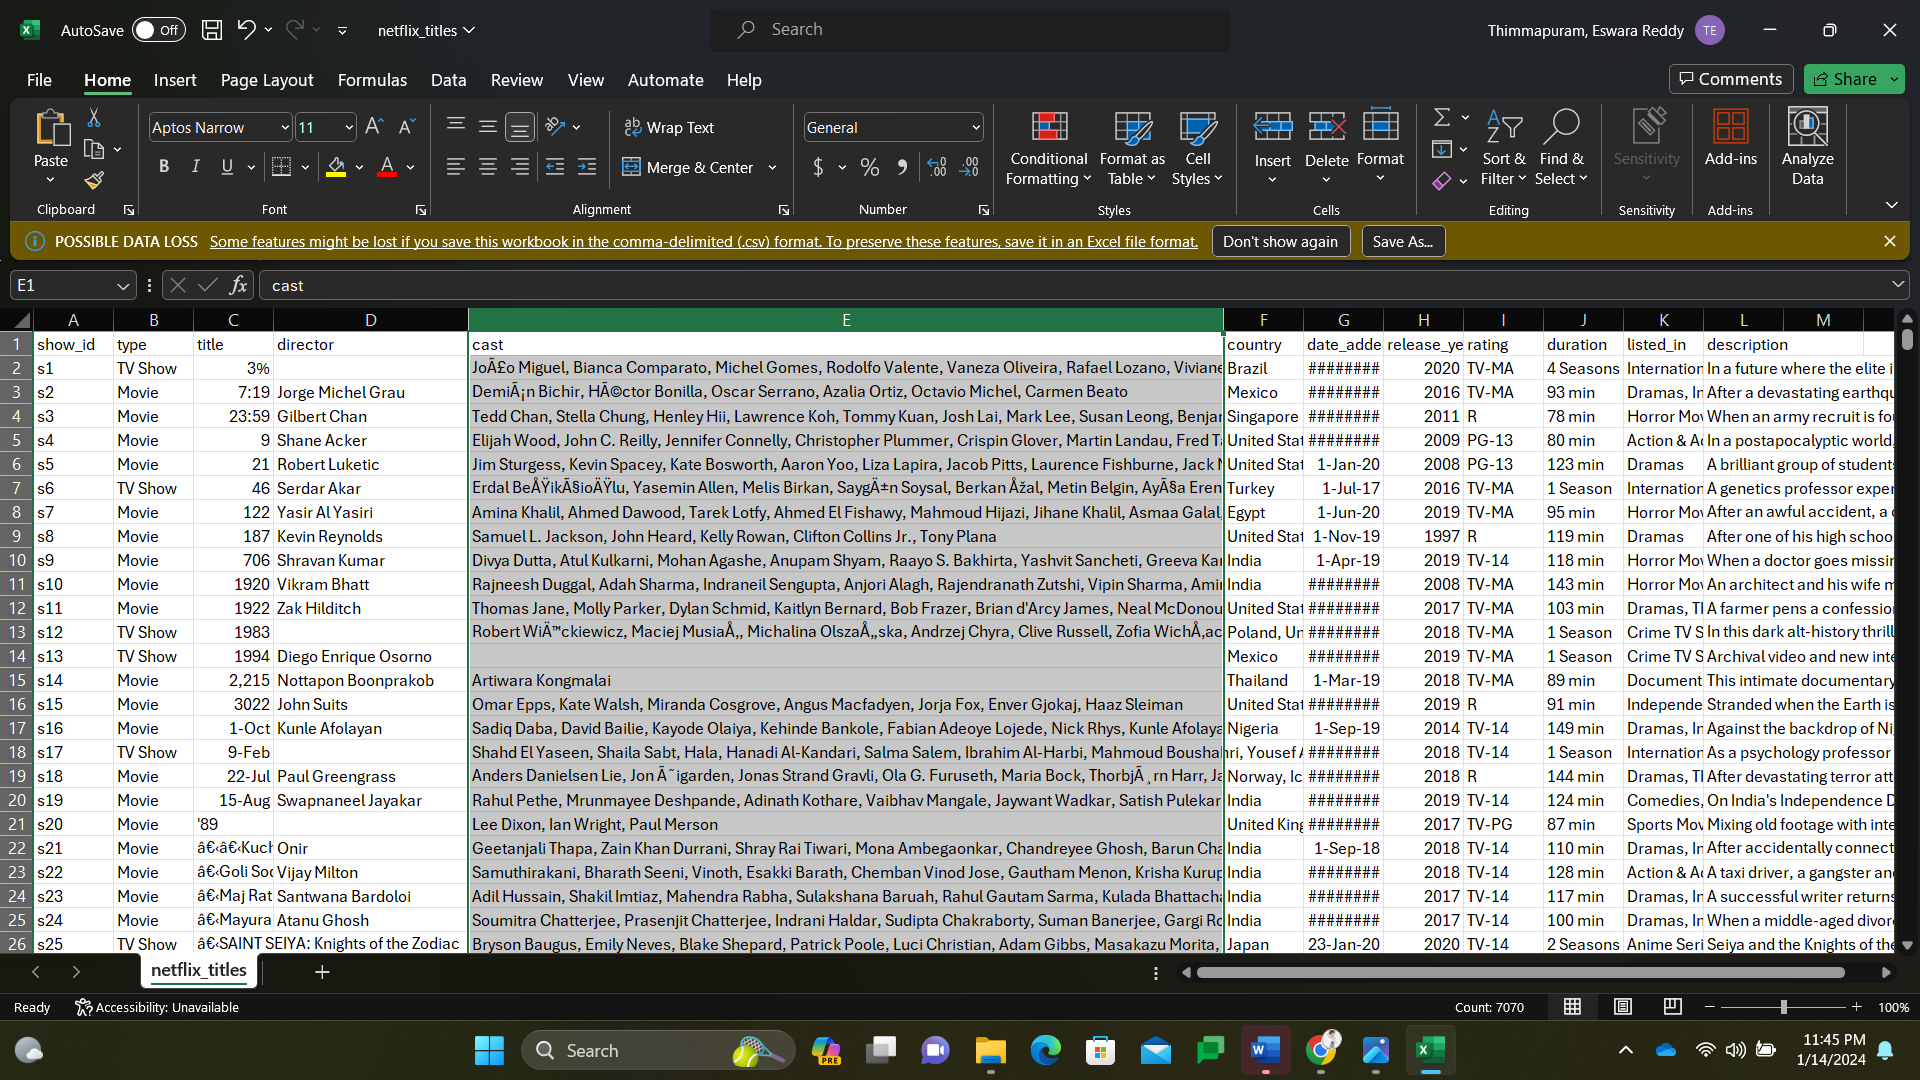 AutoSave Off netflix_titles Search Thimmapuram, Eswara Reddy TE
File Home Insert Page Layout Formulas Data Review View Automate Help Comments Share
Paste Aptos Narrow 11 Wrap Text General Conditional Formatting Format as Table Cell Styles Insert Delete Format Sort & Filter Find & Select Sensitivity Add-ins Analyze Data
B I U Merge & Center $ %
Clipboard Font Alignment Number Styles Cells Editing Sensitivity Add-ins
POSSIBLE DATA LOSS Some features might be lost if you save this workbook in the comma-delimited (.csv) format. To preserve these features, save it in an Excel file format. Don't show again Save As...
E1 fx cast
A B C D E F G H I J K L M
1 show_id type title director cast country date_adde release_ye rating duration listed_in description
2 s1 TV Show 3% JoÃ£o Miguel, Bianca Comparato, Michel Gomes, Rodolfo Valente, Vaneza Oliveira, Rafael Lozano, Viviane Brazil ######## 2020 TV-MA 4 Seasons Internation In a future where the elite i
3 s2 Movie 7:19 Jorge Michel Grau DemiÃ¡n Bichir, HÃ©ctor Bonilla, Oscar Serrano, Azalia Ortiz, Octavio Michel, Carmen Beato Mexico ######## 2016 TV-MA 93 min Dramas, In After a devastating earthqu
4 s3 Movie 23:59 Gilbert Chan Tedd Chan, Stella Chung, Henley Hii, Lawrence Koh, Tommy Kuan, Josh Lai, Mark Lee, Susan Leong, Benjar Singapore ######## 2011 R 78 min Horror Mov When an army recruit is fou
5 s4 Movie 9 Shane Acker Elijah Wood, John C. Reilly, Jennifer Connelly, Christopher Plummer, Crispin Glover, Martin Landau, Fred Ta United Stat ######## 2009 PG-13 80 min Action & Ad In a postapocalyptic world,
6 s5 Movie 21 Robert Luketic Jim Sturgess, Kevin Spacey, Kate Bosworth, Aaron Yoo, Liza Lapira, Jacob Pitts, Laurence Fishburne, Jack M United Stat 1-Jan-20 2008 PG-13 123 min Dramas A brilliant group of students
7 s6 TV Show 46 Serdar Akar Erdal BeÅŸikÃ§ioÄŸlu, Yasemin Allen, Melis Birkan, SaygÄ±n Soysal, Berkan Åžal, Metin Belgin, AyÃ§a Eren Turkey 1-Jul-17 2016 TV-MA 1 Season Internation A genetics professor exper
8 s7 Movie 122 Yasir Al Yasiri Amina Khalil, Ahmed Dawood, Tarek Lotfy, Ahmed El Fishawy, Mahmoud Hijazi, Jihane Khalil, Asmaa Galal, Egypt 1-Jun-20 2019 TV-MA 95 min Horror Mov After an awful accident, a c
9 s8 Movie 187 Kevin Reynolds Samuel L. Jackson, John Heard, Kelly Rowan, Clifton Collins Jr., Tony Plana United Stat 1-Nov-19 1997 R 119 min Dramas After one of his high schoo
10 s9 Movie 706 Shravan Kumar Divya Dutta, Atul Kulkarni, Mohan Agashe, Anupam Shyam, Raayo S. Bakhirta, Yashvit Sancheti, Greeva Kar India 1-Apr-19 2019 TV-14 118 min Horror Mov When a doctor goes missin
11 s10 Movie 1920 Vikram Bhatt Rajneesh Duggal, Adah Sharma, Indraneil Sengupta, Anjori Alagh, Rajendranath Zutshi, Vipin Sharma, Amir India ######## 2008 TV-MA 143 min Horror Mov An architect and his wife m
12 s11 Movie 1922 Zak Hilditch Thomas Jane, Molly Parker, Dylan Schmid, Kaitlyn Bernard, Bob Frazer, Brian d'Arcy James, Neal McDonou United Stat ######## 2017 TV-MA 103 min Dramas, Tl A farmer pens a confession
13 s12 TV Show 1983 Robert WiÄ™ckiewicz, Maciej MusiaÅ‚, Michalina OlszaÅ„ska, Andrzej Chyra, Clive Russell, Zofia WichÅ‚ac Poland, Un ######## 2018 TV-MA 1 Season Crime TV S In this dark alt-history thrill
14 s13 TV Show 1994 Diego Enrique Osorno Mexico ######## 2019 TV-MA 1 Season Crime TV S Archival video and new inte
15 s14 Movie 2,215 Nottapon Boonprakob Artiwara Kongmalai Thailand 1-Mar-19 2018 TV-MA 89 min Document This intimate documentary
16 s15 Movie 3022 John Suits Omar Epps, Kate Walsh, Miranda Cosgrove, Angus Macfadyen, Jorja Fox, Enver Gjokaj, Haaz Sleiman United Stat ######## 2019 R 91 min Independe Stranded when the Earth is
17 s16 Movie 1-Oct Kunle Afolayan Sadiq Daba, David Bailie, Kayode Olaiya, Kehinde Bankole, Fabian Adeoye Lojede, Nick Rhys, Kunle Afolaya Nigeria 1-Sep-19 2014 TV-14 149 min Dramas, In Against the backdrop of Ni
18 s17 TV Show 9-Feb Shahd El Yaseen, Shaila Sabt, Hala, Hanadi Al-Kandari, Salma Salem, Ibrahim Al-Harbi, Mahmoud Boushahri, Yousef A ######## 2018 TV-14 1 Season Internation As a psychology professor
19 s18 Movie 22-Jul Paul Greengrass Anders Danielsen Lie, Jon Ã˜igarden, Jonas Strand Gravli, Ola G. Furuseth, Maria Bock, ThorbjÃ¸rn Harr, Ja Norway, Ic ######## 2018 R 144 min Dramas, Tl After devastating terror att
20 s19 Movie 15-Aug Swapnaneel Jayakar Rahul Pethe, Mrunmayee Deshpande, Adinath Kothare, Vaibhav Mangale, Jaywant Wadkar, Satish Pulekar India ######## 2019 TV-14 124 min Comedies, On India's Independence D
21 s20 Movie '89 Lee Dixon, Ian Wright, Paul Merson United King ######## 2017 TV-PG 87 min Sports Mov Mixing old footage with inte
22 s21 Movie â€‹â€‹Kuch Onir Geetanjali Thapa, Zain Khan Durrani, Shray Rai Tiwari, Mona Ambegaonkar, Chandreyee Ghosh, Barun Cha India 1-Sep-18 2018 TV-14 110 min Dramas, In After accidentally connect
23 s22 Movie â€‹Goli Soc Vijay Milton Samuthirakani, Bharath Seeni, Vinoth, Esakki Barath, Chemban Vinod Jose, Gautham Menon, Krisha Kurup India ######## 2018 TV-14 128 min Action & Ad A taxi driver, a gangster an
24 s23 Movie â€‹Maj Rat Santwana Bardoloi Adil Hussain, Shakil Imtiaz, Mahendra Rabha, Sulakshana Baruah, Rahul Gautam Sarma, Kulada Bhattacha India ######## 2017 TV-14 117 min Dramas, In A successful writer returns
25 s24 Movie â€‹Mayura Atanu Ghosh Soumitra Chatterjee, Prasenjit Chatterjee, Indrani Haldar, Sudipta Chakraborty, Suman Banerjee, Gargi Ro India ######## 2017 TV-14 100 min Dramas, In When a middle-aged divor
26 s25 TV Show â€‹SAINT SEIYA: Knights of the Zodiac Bryson Baugus, Emily Neves, Blake Shepard, Patrick Poole, Luci Christian, Adam Gibbs, Masakazu Morita, Japan 23-Jan-20 2020 TV-14 2 Seasons Anime Seri Seiya and the Knights of the
netflix_titles
Ready Accessibility: Unavailable Count: 7070 100%
Search PRE 11:45 PM
1/14/2024